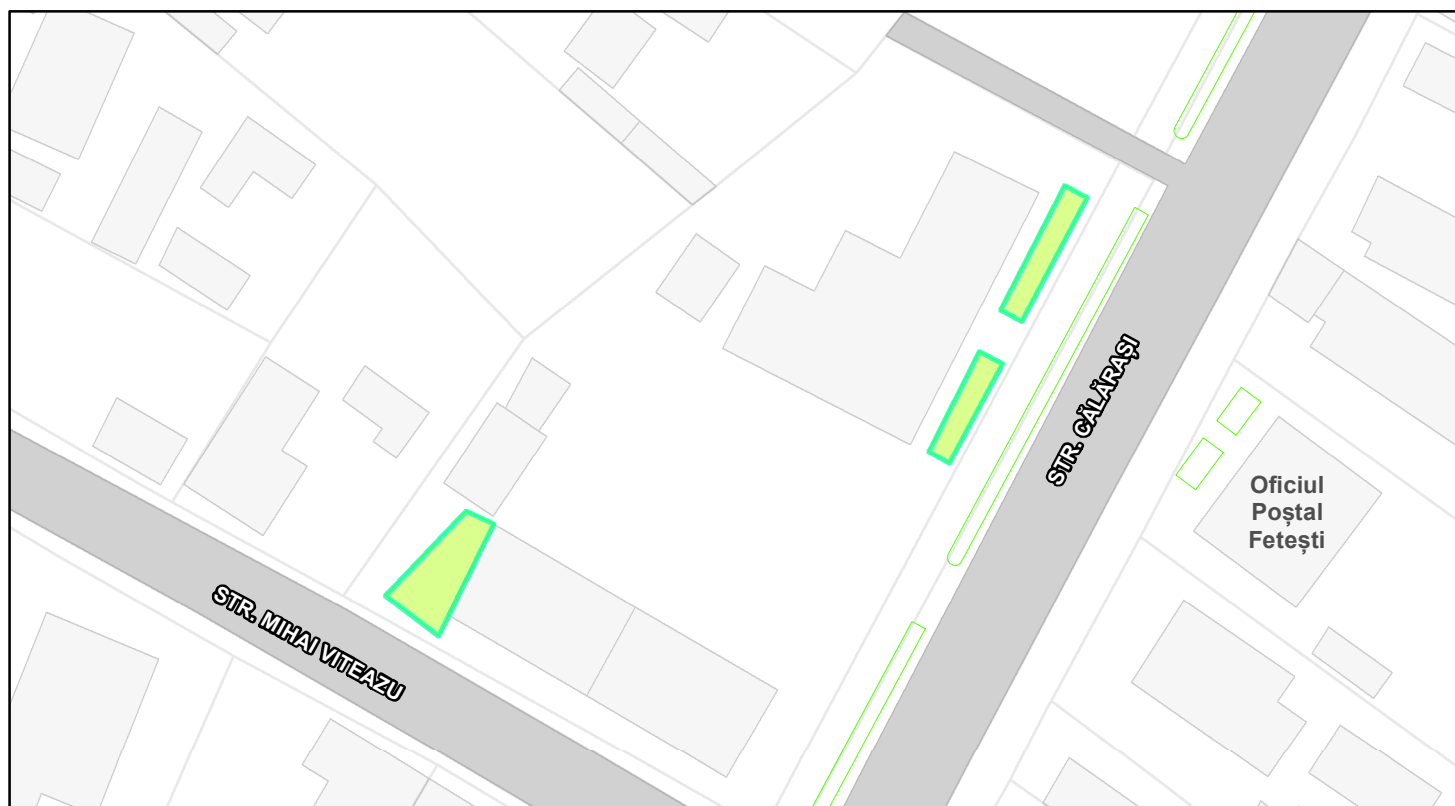 STR. CĂLĂRAȘI
Oficiul
Poștal
Fetești
STR. MIHAI VITEAZU